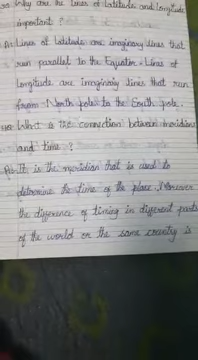 Why are the lines of latitude and longitude
important ?
A: Lines of latitude are imaginary lines that
run parallel to the Equator. Lines of
longitude are imaginary lines that run
from North pole to the South pole.
What is the connection between meridians
and time ?
A: It is the meridian that is used to
determine the time of the place. Moreover
the difference of timing in different parts
of the world or the same country is